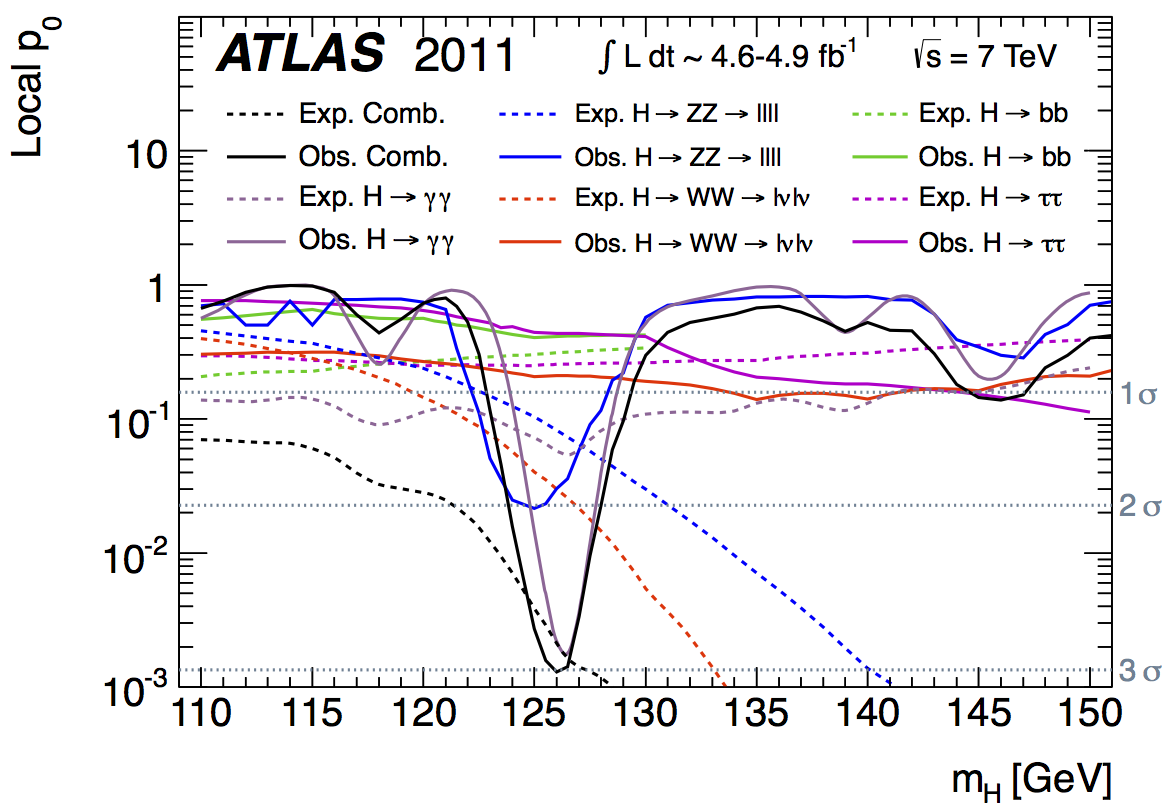 Local p₀
ATLAS 2011 ∫ L dt ~ 4.6-4.9 fb⁻¹ √s = 7 TeV
Exp. Comb. Exp. H → ZZ → llll Exp. H → bb
Obs. Comb. Obs. H → ZZ → llll Obs. H → bb
Exp. H → γγ Exp. H → WW → lνlν Exp. H → ττ
Obs. H → γγ Obs. H → WW → lνlν Obs. H → ττ
10
1
1σ
10⁻¹
2σ
10⁻²
3σ
10⁻³
110 115 120 125 130 135 140 145 150
m_H [GeV]